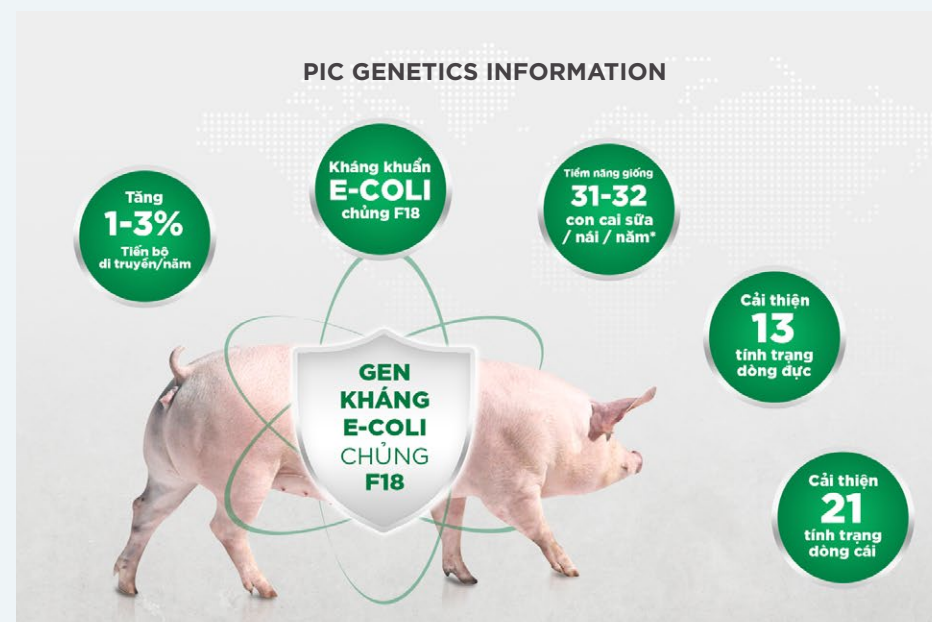 PIC GENETICS INFORMATION
Tăng
1-3%
Tiến bộ
di truyền/năm
Kháng khuẩn
E-COLI
chủng F18
Tiềm năng giống
31-32
con cai sữa
/ nái / năm*
Cải thiện
13
tính trạng
dòng đực
Cải thiện
21
tính trạng
dòng cái
GEN
KHÁNG
E-COLI
CHỦNG
F18